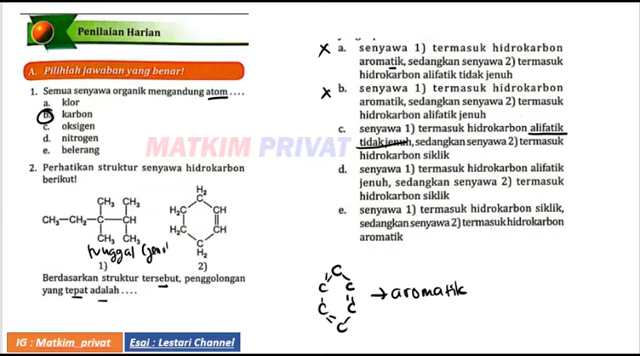 Penilaian Harian
A. Pilihlah jawaban yang benar!
1. Semua senyawa organik mengandung atom ....
a. klor
b. karbon
c. oksigen
d. nitrogen
e. belerang
2. Perhatikan struktur senyawa hidrokarbon
berikut!
CH₃ CH₃
CH₃—CH₂—C—CH
CH₃ CH₃
tunggal
1)
H₂
C
H₂C CH
H₂C CH
C
H₂
2)
Berdasarkan struktur tersebut, penggolongan
yang tepat adalah ....
IG : Matkim_privat
Esai : Lestari Channel
MATKIM PRIVAT
x a. senyawa 1) termasuk hidrokarbon
aromatik, sedangkan senyawa 2) termasuk
hidrokarbon alifatik tidak jenuh
x b. senyawa 1) termasuk hidrokarbon
aromatik, sedangkan senyawa 2) termasuk
hidrokarbon alifatik jenuh
c. senyawa 1) termasuk hidrokarbon alifatik
tidak jenuh, sedangkan senyawa 2) termasuk
hidrokarbon siklik
d. senyawa 1) termasuk hidrokarbon alifatik
jenuh, sedangkan senyawa 2) termasuk
hidrokarbon siklik
e. senyawa 1) termasuk hidrokarbon siklik,
sedangkan senyawa 2) termasuk hidrokarbon
aromatik
C
C C
C C
C
→ aromatik